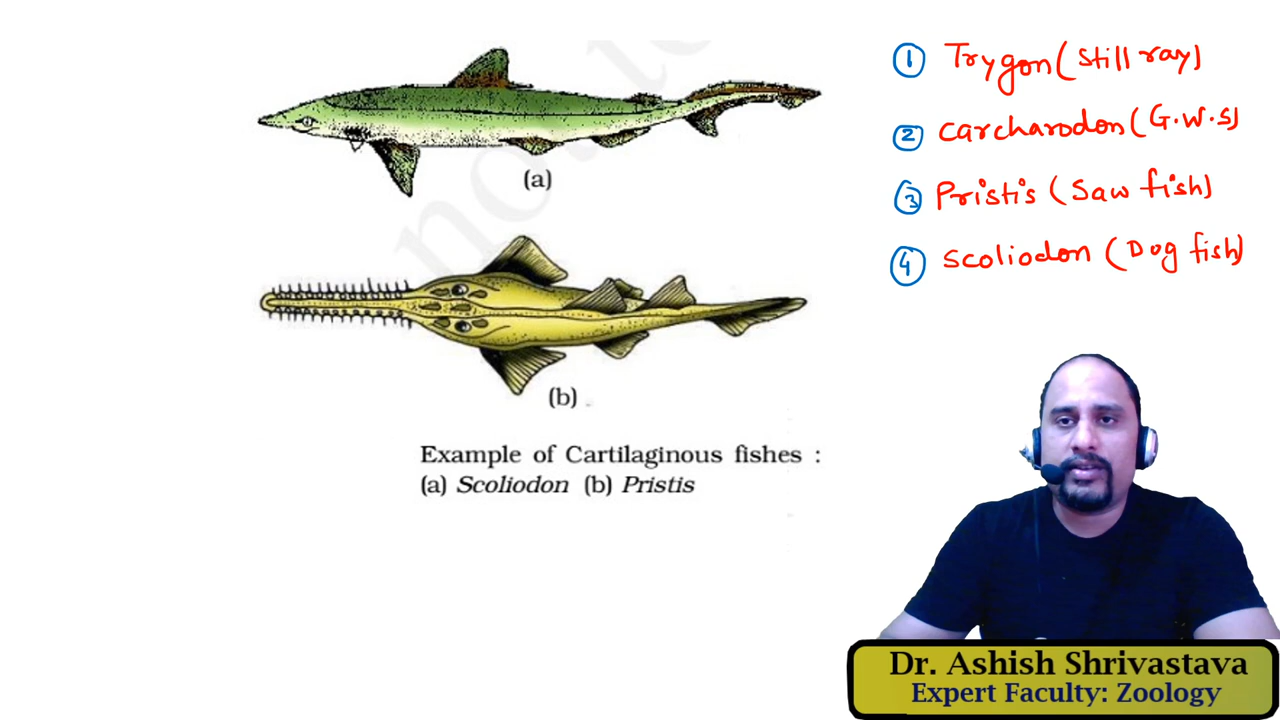 ① Trygon (Still ray)
② Carcharodon (G.W.S)
③ Pristis (Saw fish)
④ Scoliodon (Dog fish)
(a)
(b)
Example of Cartilaginous fishes :
(a) Scoliodon (b) Pristis
Dr. Ashish Shrivastava
Expert Faculty: Zoology